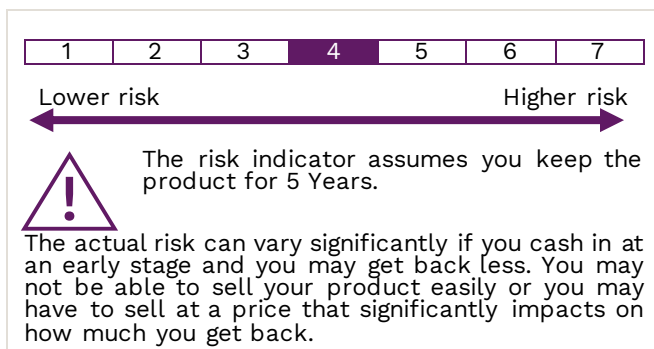 1 2 3 4 5 6 7
Lower risk Higher risk
!
The risk indicator assumes you keep the
product for 5 Years.
The actual risk can vary significantly if you cash in at
an early stage and you may get back less. You may
not be able to sell your product easily or you may
have to sell at a price that significantly impacts on
how much you get back.